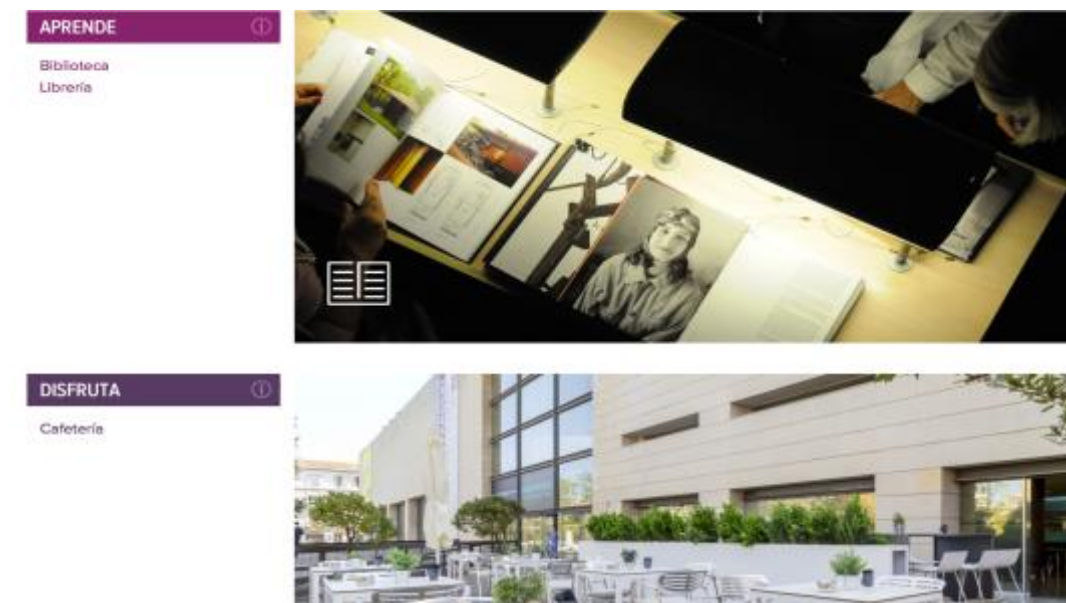 APRENDE
Biblioteca
Librería
DISFRUTA
Cafetería